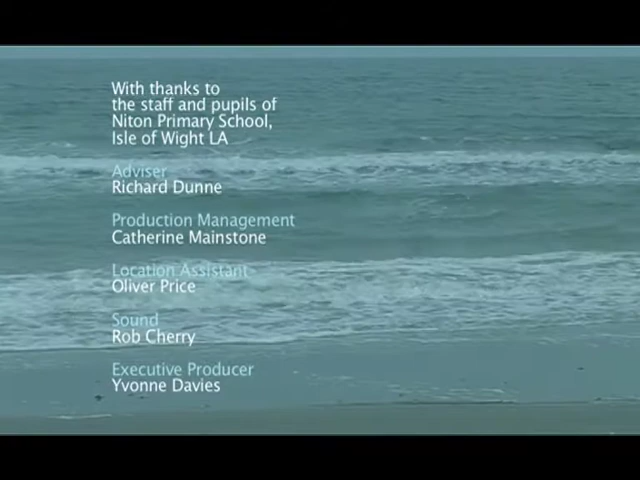 With thanks to
the staff and pupils of
Niton Primary School,
Isle of Wight LA
Adviser
Richard Dunne
Production Management
Catherine Mainstone
Location Assistant
Oliver Price
Sound
Rob Cherry
Executive Producer
Yvonne Davies